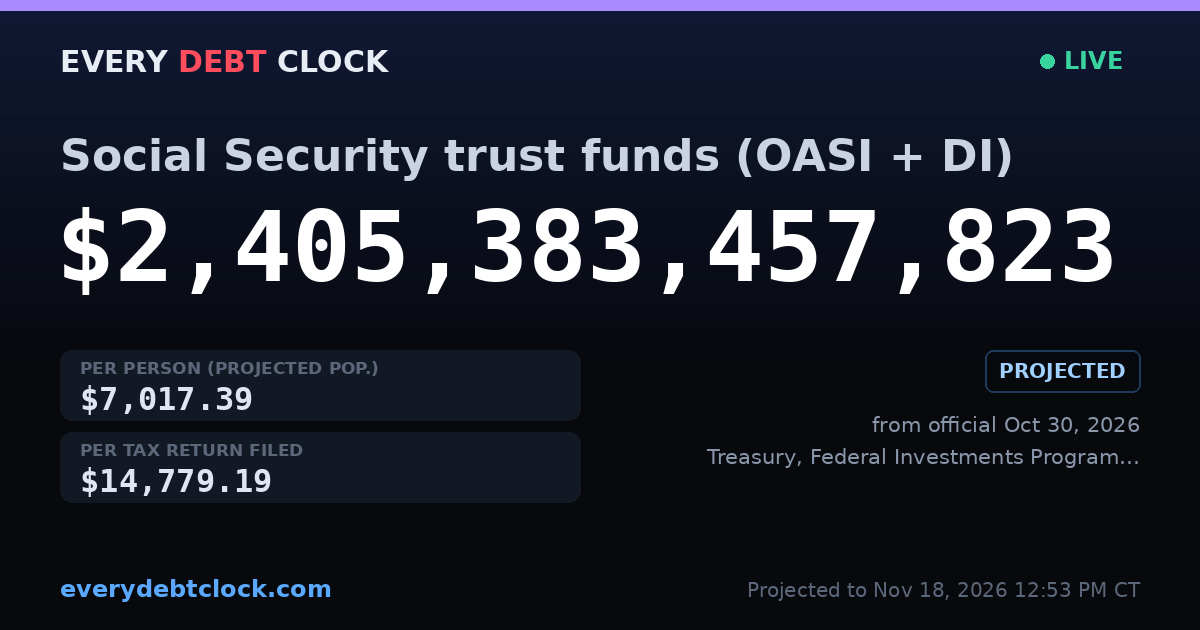 EVERY DEBT CLOCK
LIVE
Social Security trust funds (OASI + DI)
$2,405,383,457,823
PER PERSON (PROJECTED POP.)
$7,017.39
PER TAX RETURN FILED
$14,779.19
PROJECTED
from official Oct 30, 2026
Treasury, Federal Investments Program…
everydebtclock.com
Projected to Nov 18, 2026 12:53 PM CT